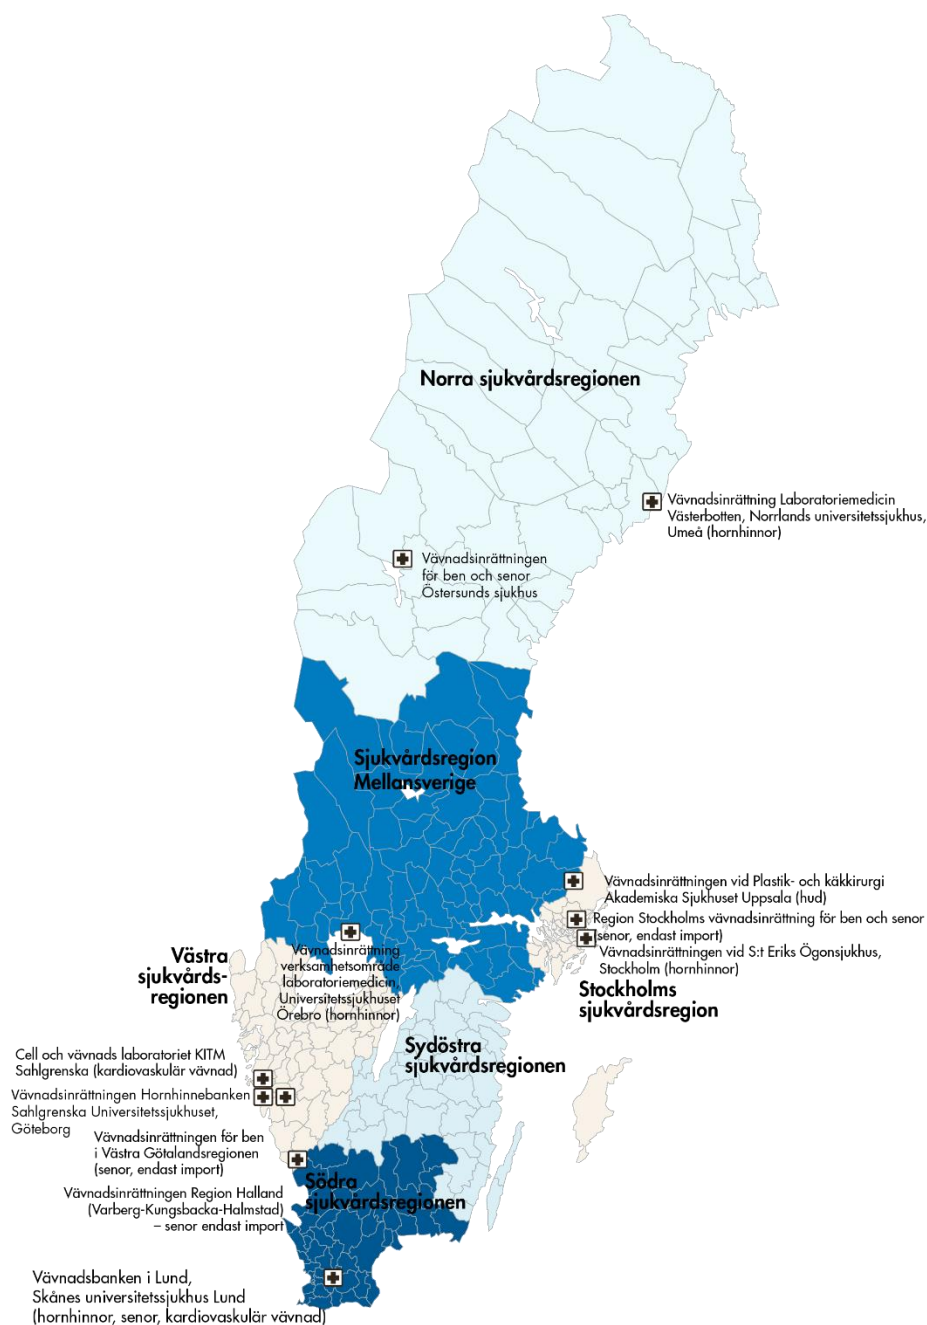 Norra sjukvårdsregionen
Vävnadsinrättning Laboratoriemedicin
Västerbotten, Norrlands universitetssjukhus,
Umeå (hornhinnor)
Vävnadsinrättningen
för ben och senor
Östersunds sjukhus
Sjukvårdsregion
Mellansverige
Vävnadsinrättningen vid Plastik- och käkkirurgi
Akademiska Sjukhuset Uppsala (hud)
Region Stockholms vävnadsinrättning för ben och senor
(senor, endast import)
Vävnadsinrättningen vid S:t Eriks Ögonsjukhus,
Stockholm (hornhinnor)
Stockholms
sjukvårdsregion
Vävnadsinrättning
verksamhetsområde
laboratoriemedicin,
Universitetssjukhuset
Örebro (hornhinnor)
Västra
sjukvårds-
regionen
Sydöstra
sjukvårdsregionen
Cell och vävnads laboratoriet KITM
Sahlgrenska (kardiovaskulär vävnad)
Vävnadsinrättningen Hornhinnebanken
Sahlgrenska Universitetssjukhuset,
Göteborg
Vävnadsinrättningen för ben
i Västra Götalandsregionen
(senor, endast import)
Vävnadsinrättningen Region Halland
(Varberg-Kungsbacka-Halmstad)
– senor endast import
Södra
sjukvårdsregionen
Vävnadsbanken i Lund,
Skånes universitetssjukhus Lund
(hornhinnor, senor, kardiovaskulär vävnad)